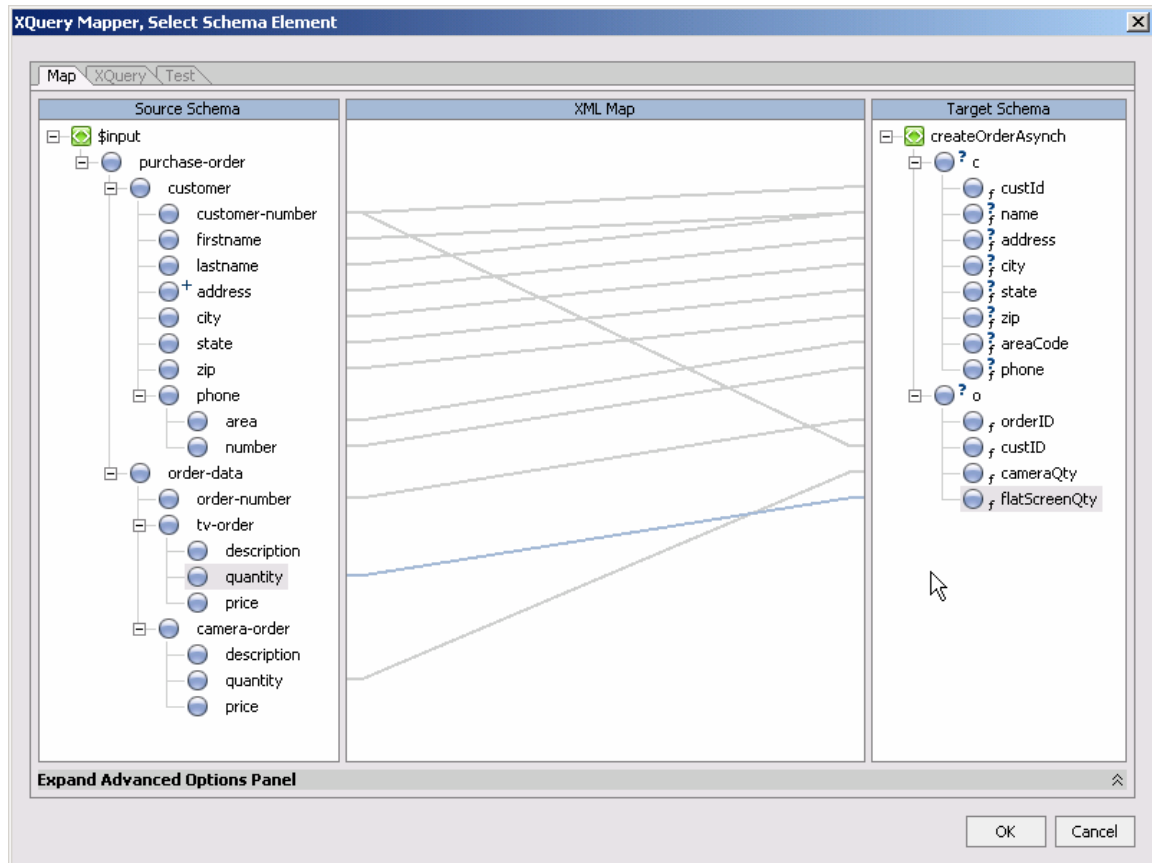 XQuery Mapper, Select Schema Element
Map XQuery Test
Source Schema
$input
purchase-order
customer
customer-number
firstname
lastname
+ address
city
state
zip
phone
area
number
order-data
order-number
tv-order
description
quantity
price
camera-order
description
quantity
price
XML Map
Target Schema
createOrderAsynch
? c
f custId
? f name
? f address
? f city
? f state
? f zip
? f areaCode
? f phone
? o
f orderID
f custID
f cameraQty
f flatScreenQty
Expand Advanced Options Panel
OK Cancel